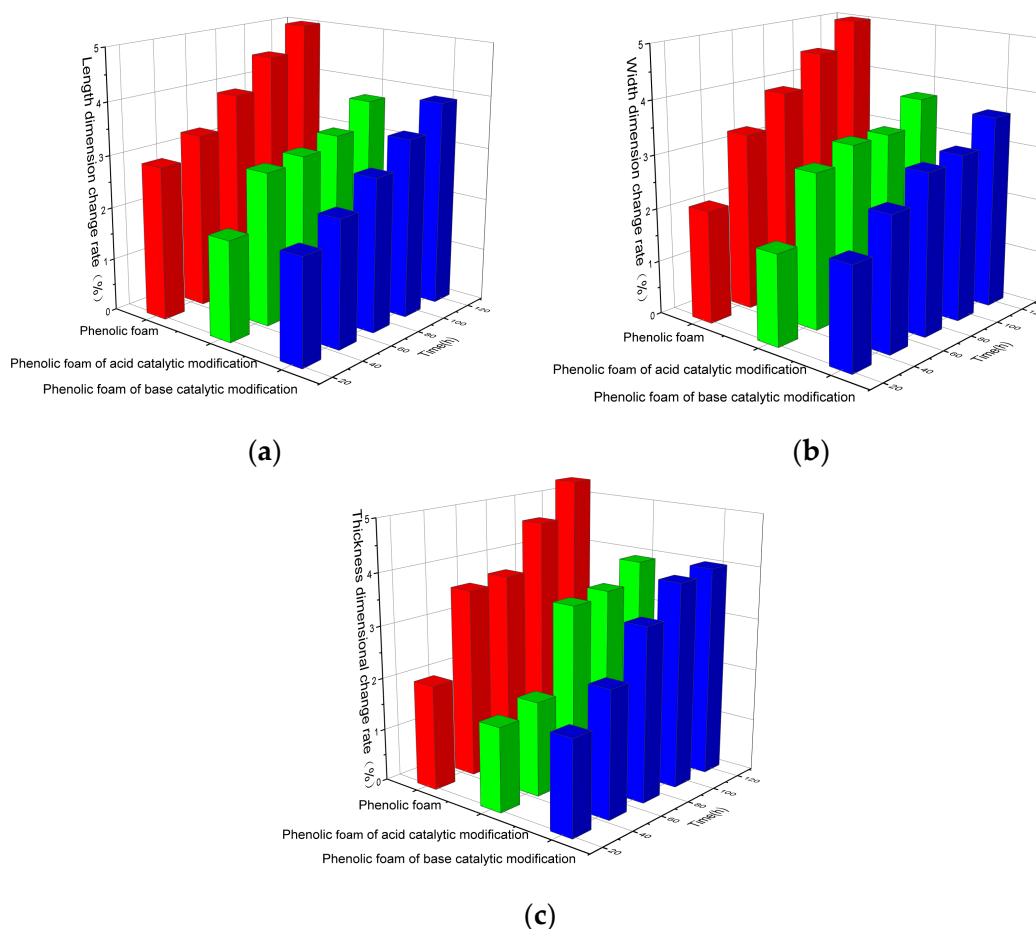 Length dimension change rate (%)
5
4
3
2
1
0
Phenolic foam
Phenolic foam of acid catalytic modification
Phenolic foam of base catalytic modification
20
40
60
80
100
120
Time(h)
(a)
Width dimension change rate (%)
5
4
3
2
1
0
Phenolic foam
Phenolic foam of acid catalytic modification
Phenolic foam of base catalytic modification
20
40
60
80
100
Time(h)
(b)
Thickness dimensional change rate (%)
5
4
3
2
1
0
Phenolic foam
Phenolic foam of acid catalytic modification
Phenolic foam of base catalytic modification
20
40
60
80
100
120
Time(h)
(c)